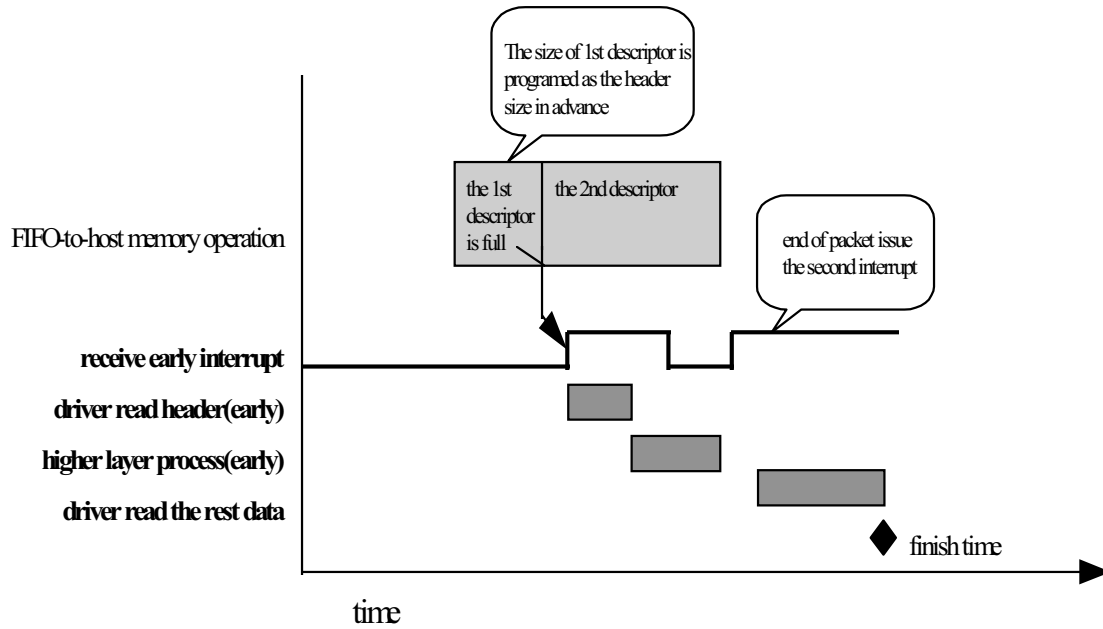 The size of 1st descriptor is
programed as the header
size in advance
the 1st
descriptor
is full
the 2nd descriptor
FIFO-to-host memory operation
end of packet issue
the second interrupt
receive early interrupt
driver read header(early)
higher layer process(early)
driver read the rest data
finish time
time